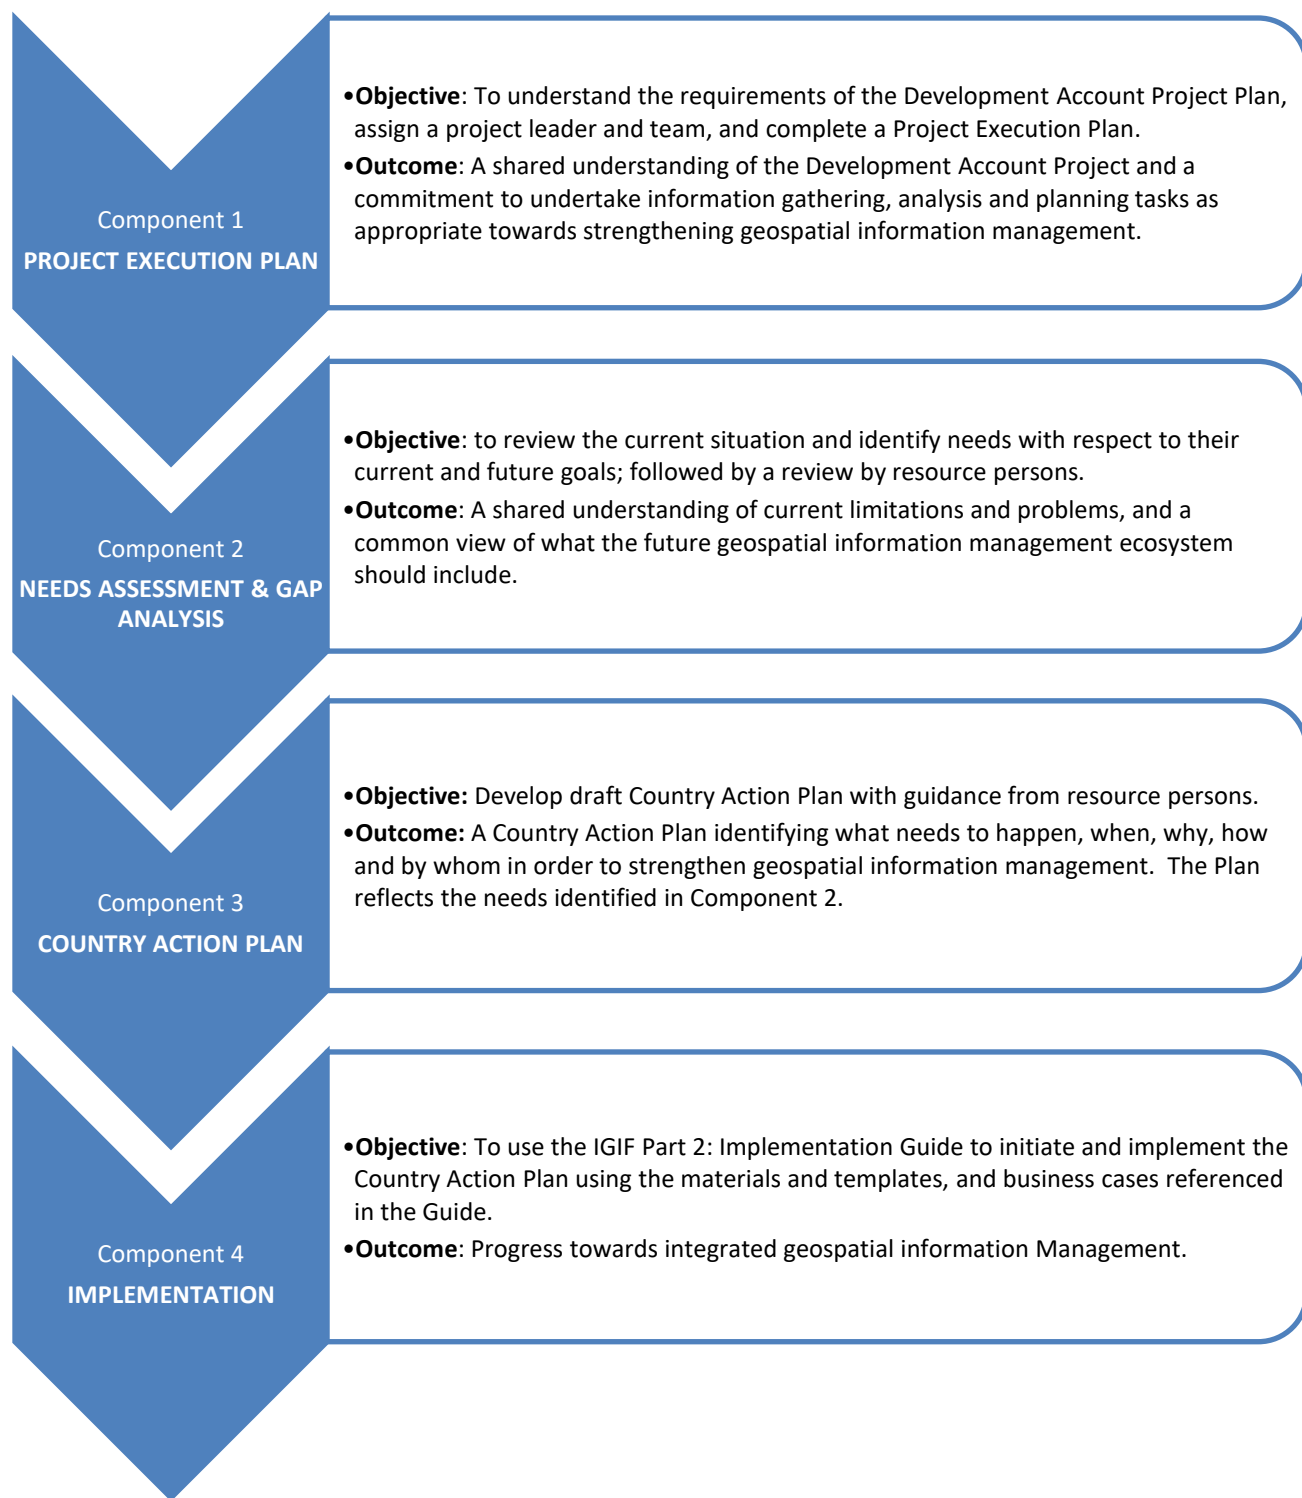 Component 1
PROJECT EXECUTION PLAN
•Objective: To understand the requirements of the Development Account Project Plan,
assign a project leader and team, and complete a Project Execution Plan.
•Outcome: A shared understanding of the Development Account Project and a
commitment to undertake information gathering, analysis and planning tasks as
appropriate towards strengthening geospatial information management.
Component 2
NEEDS ASSESSMENT & GAP
ANALYSIS
•Objective: to review the current situation and identify needs with respect to their
current and future goals; followed by a review by resource persons.
•Outcome: A shared understanding of current limitations and problems, and a
common view of what the future geospatial information management ecosystem
should include.
Component 3
COUNTRY ACTION PLAN
•Objective: Develop draft Country Action Plan with guidance from resource persons.
•Outcome: A Country Action Plan identifying what needs to happen, when, why, how
and by whom in order to strengthen geospatial information management.  The Plan
reflects the needs identified in Component 2.
Component 4
IMPLEMENTATION
•Objective: To use the IGIF Part 2: Implementation Guide to initiate and implement the
Country Action Plan using the materials and templates, and business cases referenced
in the Guide.
•Outcome: Progress towards integrated geospatial information Management.